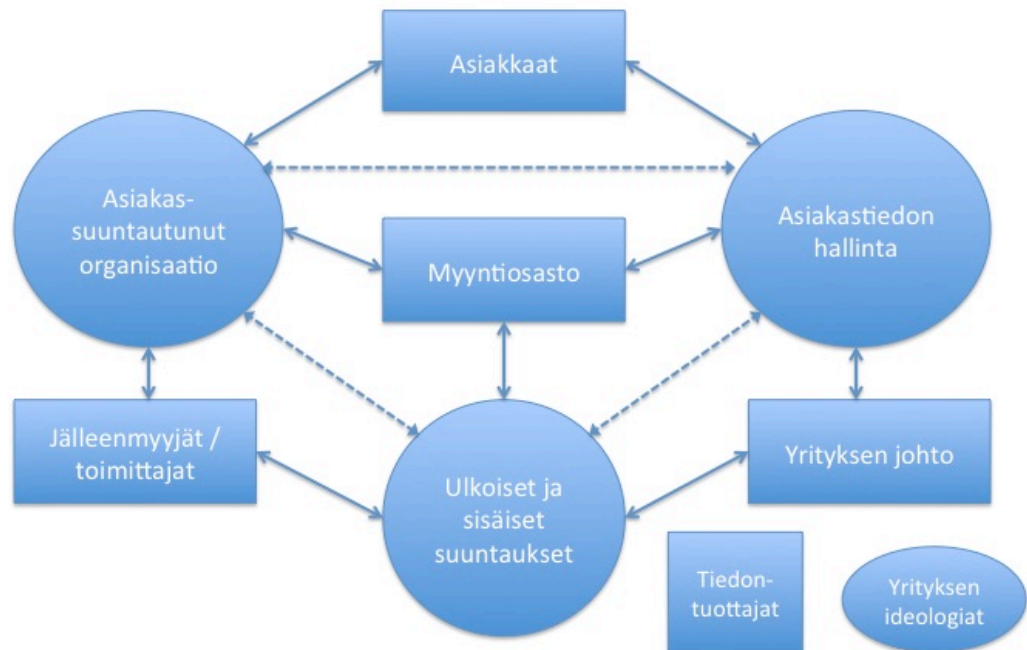 Asiakkaat
Asiakas-
suuntautunut
organisaatio
Asiakastiedon
hallinta
Myyntiosasto
Jälleenmyyjät /
toimittajat
Ulkoiset ja
sisäiset
suuntaukset
Yrityksen johto
Tiedon-
tuottajat
Yrityksen
ideologiat